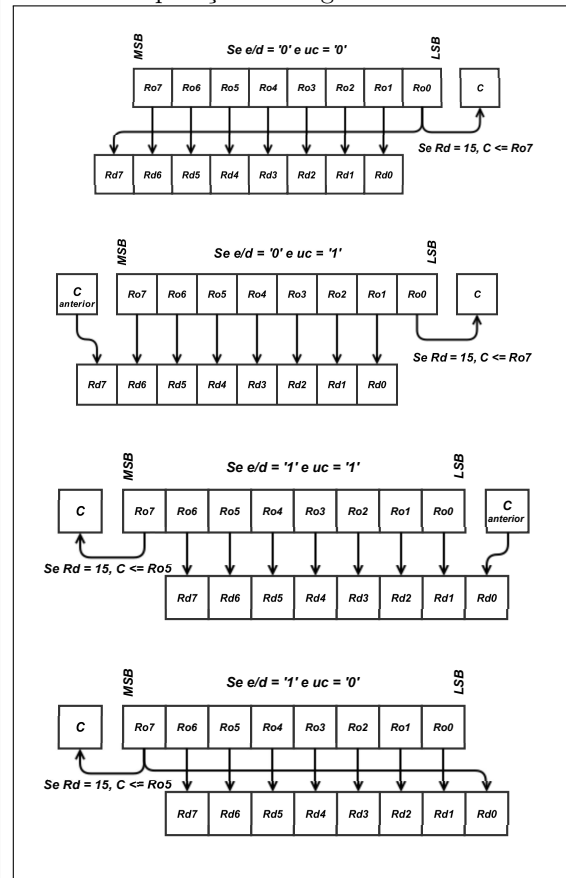 MSB
Se e/d = '0' e uc = '0'
LSB
Ro7 Ro6 Ro5 Ro4 Ro3 Ro2 Ro1 Ro0 C
Se Rd = 15, C <= Ro7
Rd7 Rd6 Rd5 Rd4 Rd3 Rd2 Rd1 Rd0
MSB
Se e/d = '0' e uc = '1'
LSB
C
anterior
Ro7 Ro6 Ro5 Ro4 Ro3 Ro2 Ro1 Ro0 C
Se Rd = 15, C <= Ro7
Rd7 Rd6 Rd5 Rd4 Rd3 Rd2 Rd1 Rd0
MSB
Se e/d = '1' e uc = '1'
LSB
C Ro7 Ro6 Ro5 Ro4 Ro3 Ro2 Ro1 Ro0 C
anterior
Se Rd = 15, C <= Ro5
Rd7 Rd6 Rd5 Rd4 Rd3 Rd2 Rd1 Rd0
MSB
Se e/d = '1' e uc = '0'
LSB
C Ro7 Ro6 Ro5 Ro4 Ro3 Ro2 Ro1 Ro0
Se Rd = 15, C <= Ro5
Rd7 Rd6 Rd5 Rd4 Rd3 Rd2 Rd1 Rd0